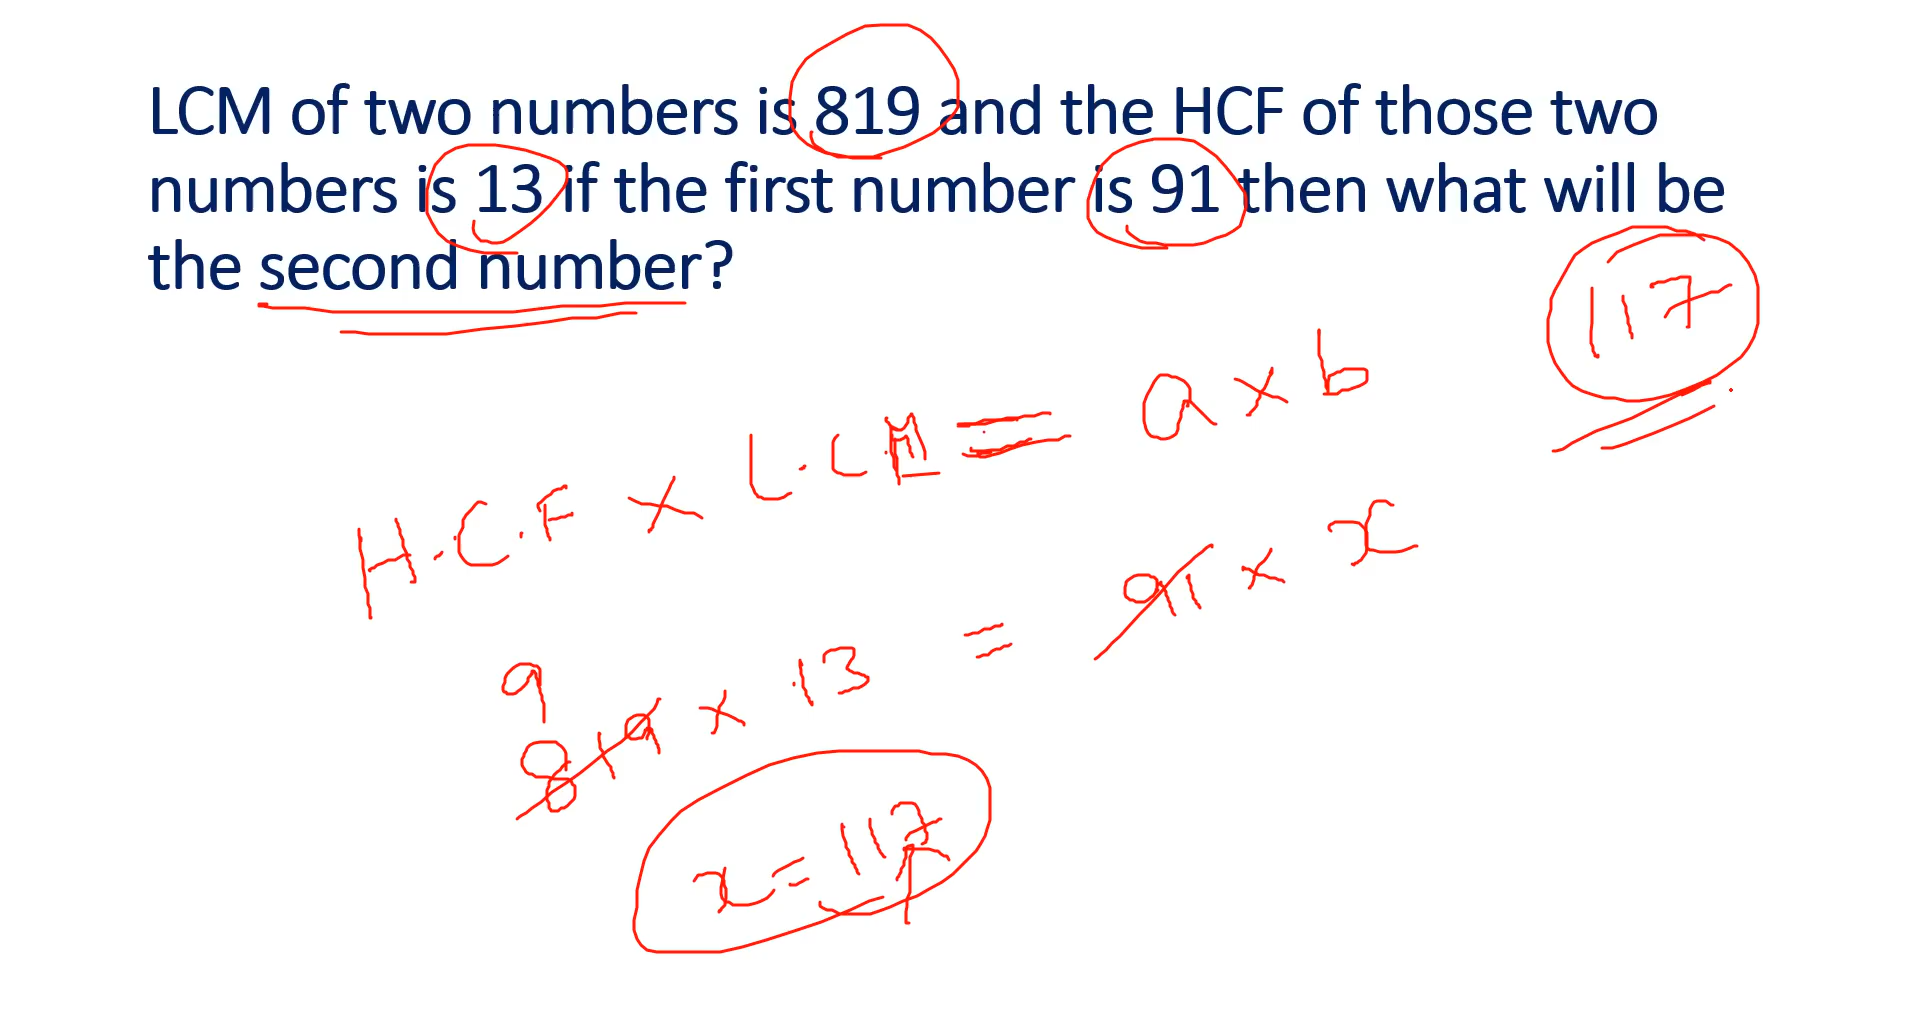 LCM of two numbers is 819 and the HCF of those two
numbers is 13 if the first number is 91 then what will be
the second number?
117
H.C.F × L.C.M = a × b
9
819 × 13 = 91 × x
x = 117